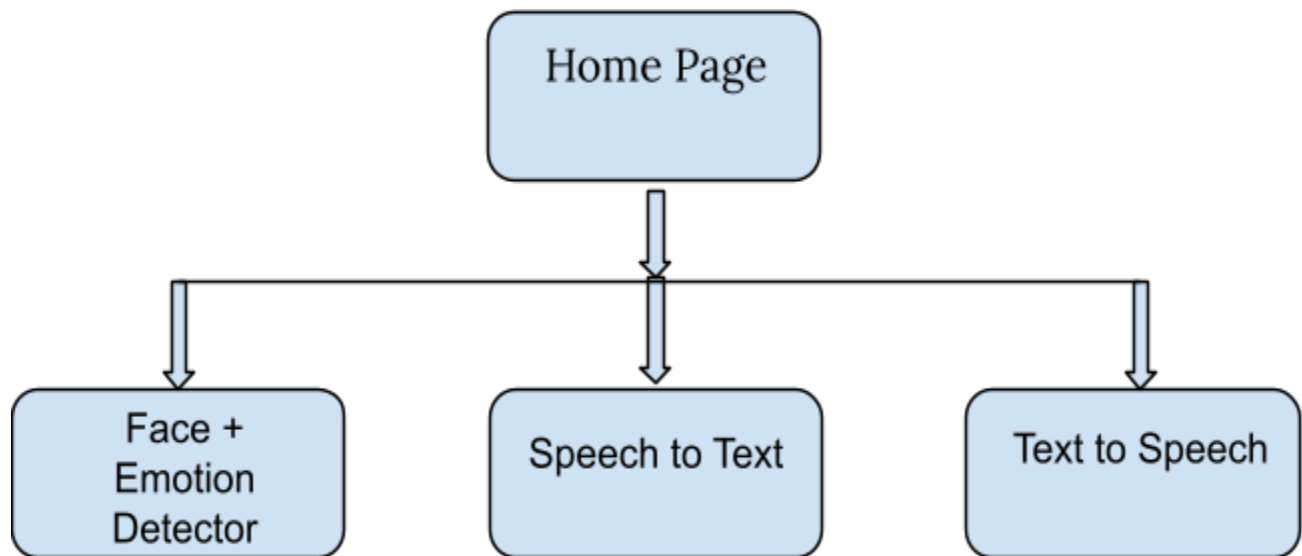 Home Page
Face +
Emotion
Detector
Speech to Text
Text to Speech